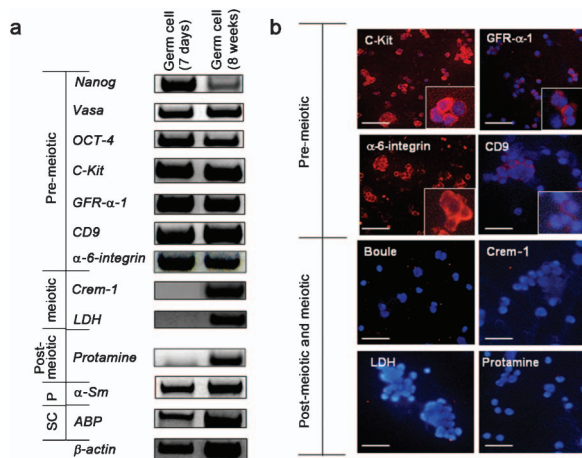 a
Germ cell
(7 days)
Germ cell
(8 weeks)
Pre-meiotic
Nanog
Vasa
OCT-4
C-Kit
GFR-α-1
CD9
α-6-integrin
meiotic
Crem-1
LDH
Post-
meiotic
Protamine
P
α-Sm
SC
ABP
β-actin
b
Pre-meiotic
C-Kit
GFR-α-1
α-6-integrin
CD9
Post-meiotic and meiotic
Boule
Crem-1
LDH
Protamine